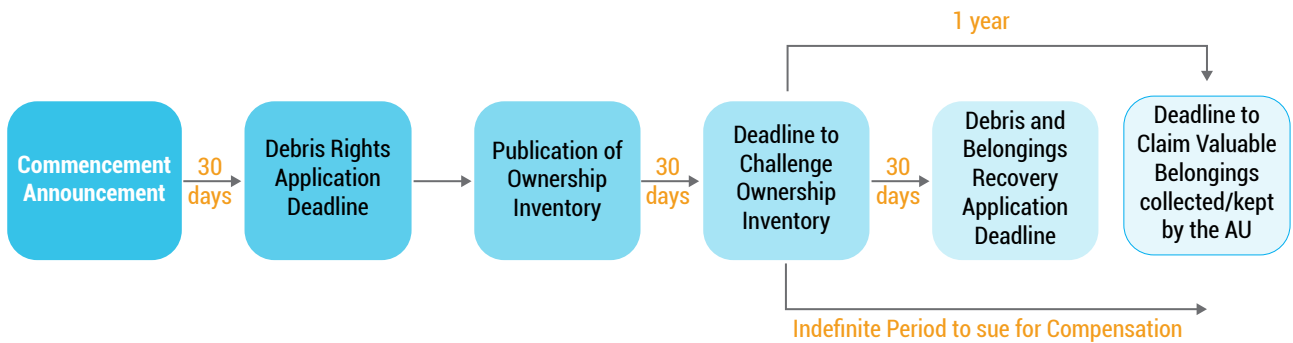 1 year
Commencement
Announcement
30
days
Debris Rights
Application
Deadline
Publication of
Ownership
Inventory
30
days
Deadline to
Challenge
Ownership
Inventory
30
days
Debris and
Belongings
Recovery
Application
Deadline
Deadline to
Claim Valuable
Belongings
collected/kept
by the AU
Indefinite Period to sue for Compensation